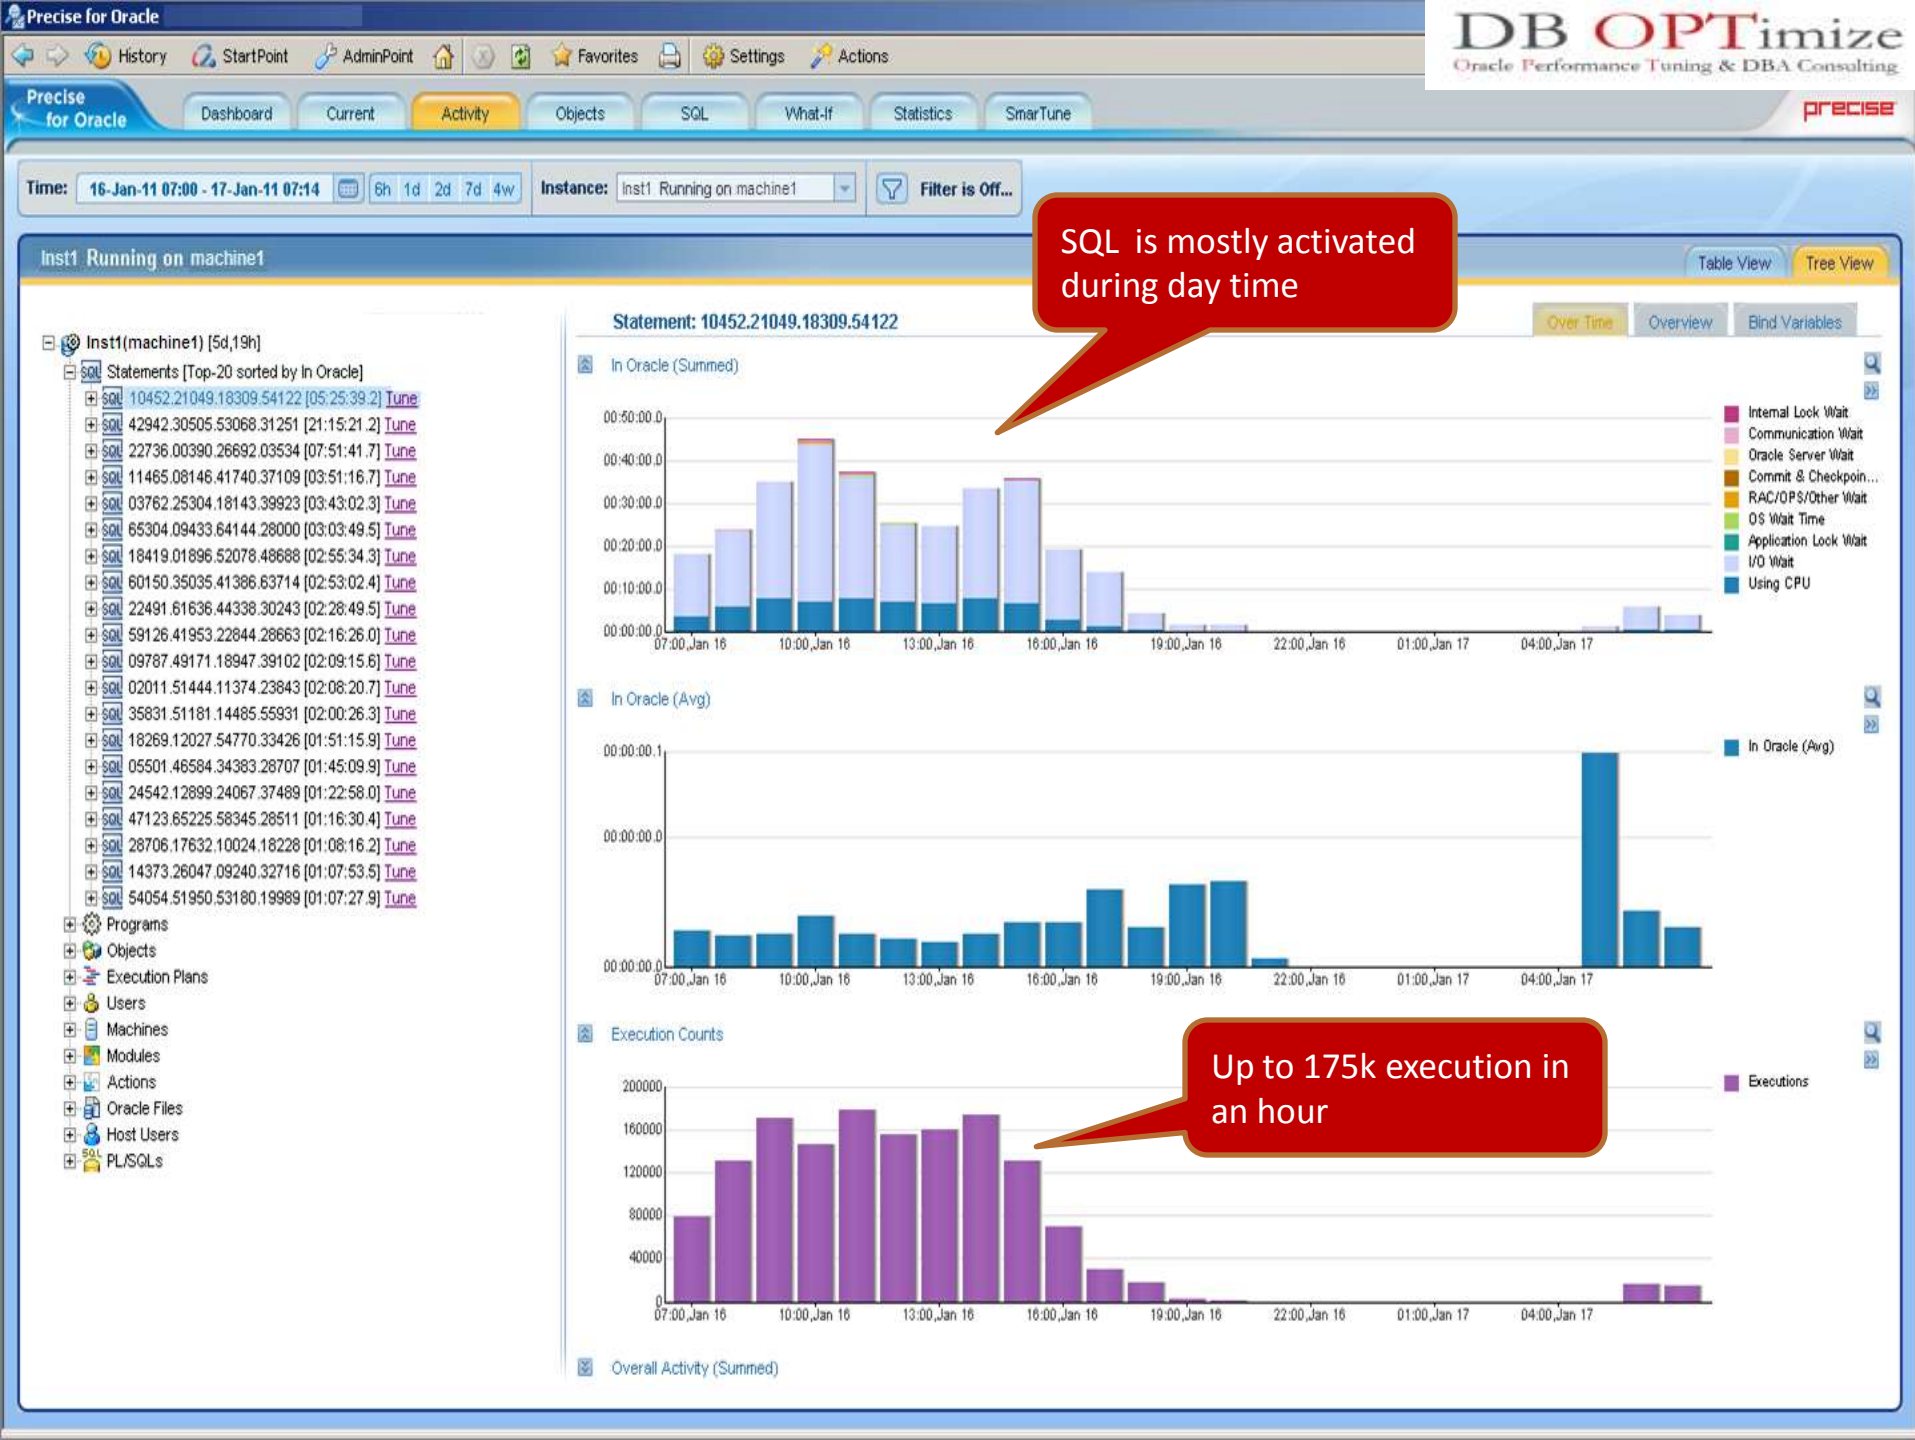 Precise for Oracle
DB OPTimize
Oracle Performance Tuning & DBA Consulting
History StartPoint AdminPoint Favorites Settings Actions
Precise
for Oracle
Dashboard Current Activity Objects SQL What-If Statistics SmarTune
precise
Time: 16-Jan-11 07:00 - 17-Jan-11 07:14 6h 1d 2d 7d 4w Instance: Inst1 Running on machine1 Filter is Off...
SQL is mostly activated
during day time
Inst1 Running on machine1
Table View Tree View
Inst1(machine1) [5d,19h]
Statements [Top-20 sorted by In Oracle]
SQL 10452.21049.18309.54122 [05:25:39.2] Tune
SQL 42942.30505.53068.31251 [21:15:21.2] Tune
SQL 22736.00390.26692.03534 [07:51:41.7] Tune
SQL 11465.08146.41740.37109 [03:51:16.7] Tune
SQL 03762.25304.18143.39923 [03:43:02.3] Tune
SQL 65304.09433.64144.28000 [03:03:49.5] Tune
SQL 18419.01896.52078.48688 [02:55:34.3] Tune
SQL 60150.35035.41386.63714 [02:53:02.4] Tune
SQL 22491.61636.44338.30243 [02:28:49.5] Tune
SQL 59126.41953.22844.28663 [02:16:26.0] Tune
SQL 09787.49171.18947.39102 [02:09:15.6] Tune
SQL 02011.51444.11374.23843 [02:08:20.7] Tune
SQL 35831.51181.14485.55931 [02:00:26.3] Tune
SQL 18269.12027.54770.33426 [01:51:15.9] Tune
SQL 05501.46584.34383.28707 [01:45:09.9] Tune
SQL 24542.12899.24067.37489 [01:22:58.0] Tune
SQL 47123.65225.58345.28511 [01:16:30.4] Tune
SQL 28706.17632.10024.18228 [01:08:16.2] Tune
SQL 14373.26047.09240.32716 [01:07:53.5] Tune
SQL 54054.51950.53180.19989 [01:07:27.9] Tune
Programs
Objects
Execution Plans
Users
Machines
Modules
Actions
Oracle Files
Host Users
PL/SQLs
Statement: 10452.21049.18309.54122
Over Time Overview Bind Variables
In Oracle (Summed)
00:50:00.0
00:40:00.0
00:30:00.0
00:20:00.0
00:10:00.0
00:00:00.0
07:00,Jan 16 10:00,Jan 16 13:00,Jan 16 16:00,Jan 16 19:00,Jan 16 22:00,Jan 16 01:00,Jan 17 04:00,Jan 17
Internal Lock Wait
Communication Wait
Oracle Server Wait
Commit & Checkpoin...
RAC/OPS/Other Wait
OS Wait Time
Application Lock Wait
I/O Wait
Using CPU
In Oracle (Avg)
00:00:00.1
00:00:00.0
00:00:00.0
07:00,Jan 16 10:00,Jan 16 13:00,Jan 16 16:00,Jan 16 19:00,Jan 16 22:00,Jan 16 01:00,Jan 17 04:00,Jan 17
In Oracle (Avg)
Execution Counts
Up to 175k execution in
an hour
200000
160000
120000
80000
40000
0
07:00,Jan 16 10:00,Jan 16 13:00,Jan 16 16:00,Jan 16 19:00,Jan 16 22:00,Jan 16 01:00,Jan 17 04:00,Jan 17
Executions
Overall Activity (Summed)